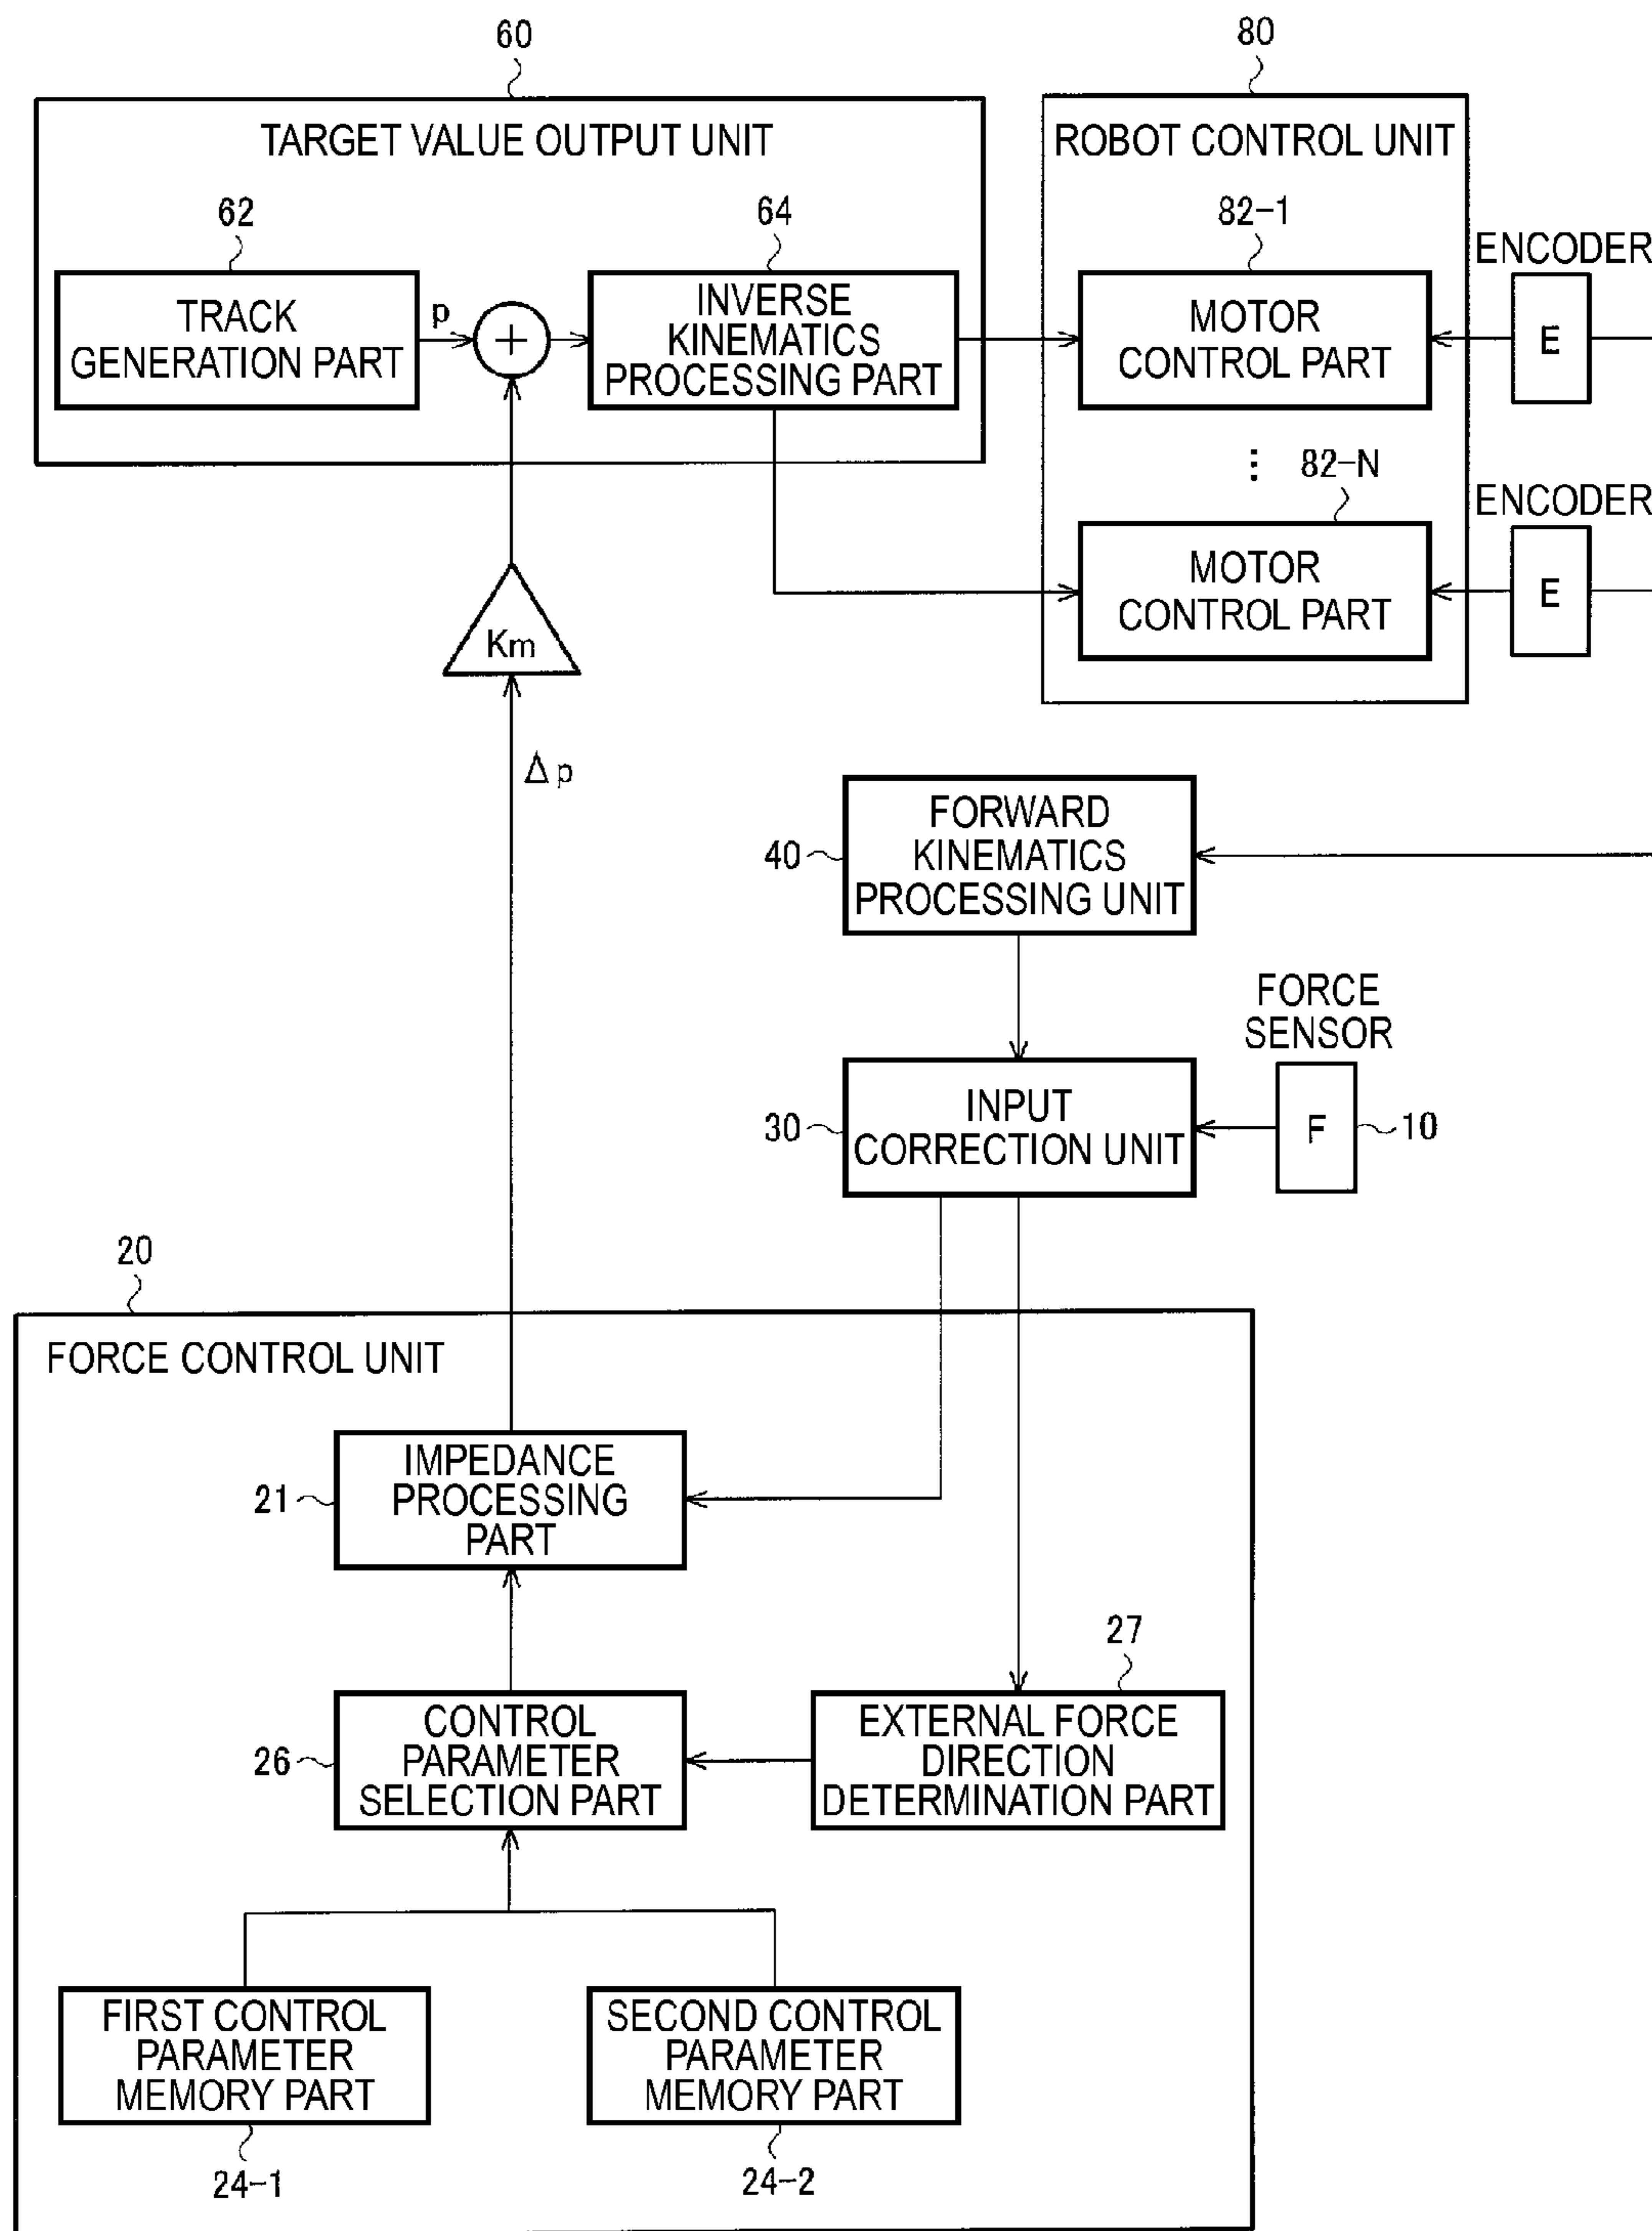 60
80
TARGET VALUE OUTPUT UNIT
ROBOT CONTROL UNIT
62
64
82-1
ENCODER
TRACK
GENERATION PART
p
+
INVERSE
KINEMATICS
PROCESSING PART
MOTOR
CONTROL PART
E
82-N
ENCODER
MOTOR
CONTROL PART
E
Km
Δp
40
FORWARD
KINEMATICS
PROCESSING UNIT
FORCE
SENSOR
30
INPUT
CORRECTION UNIT
F
10
20
FORCE CONTROL UNIT
21
IMPEDANCE
PROCESSING
PART
27
26
CONTROL
PARAMETER
SELECTION PART
EXTERNAL FORCE
DIRECTION
DETERMINATION PART
FIRST CONTROL
PARAMETER
MEMORY PART
SECOND CONTROL
PARAMETER
MEMORY PART
24-1
24-2